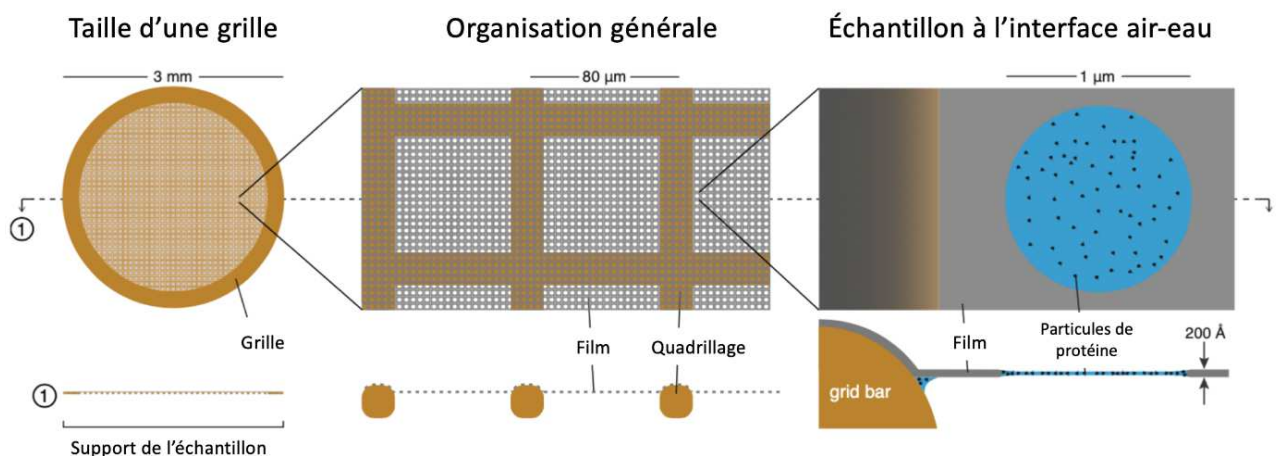 Taille d'une grille
Organisation générale
Échantillon à l'interface air-eau
3 mm
80 µm
1 µm
1
Grille
Film
Quadrillage
Film
Particules de
protéine
200 Å
1
grid bar
Support de l'échantillon